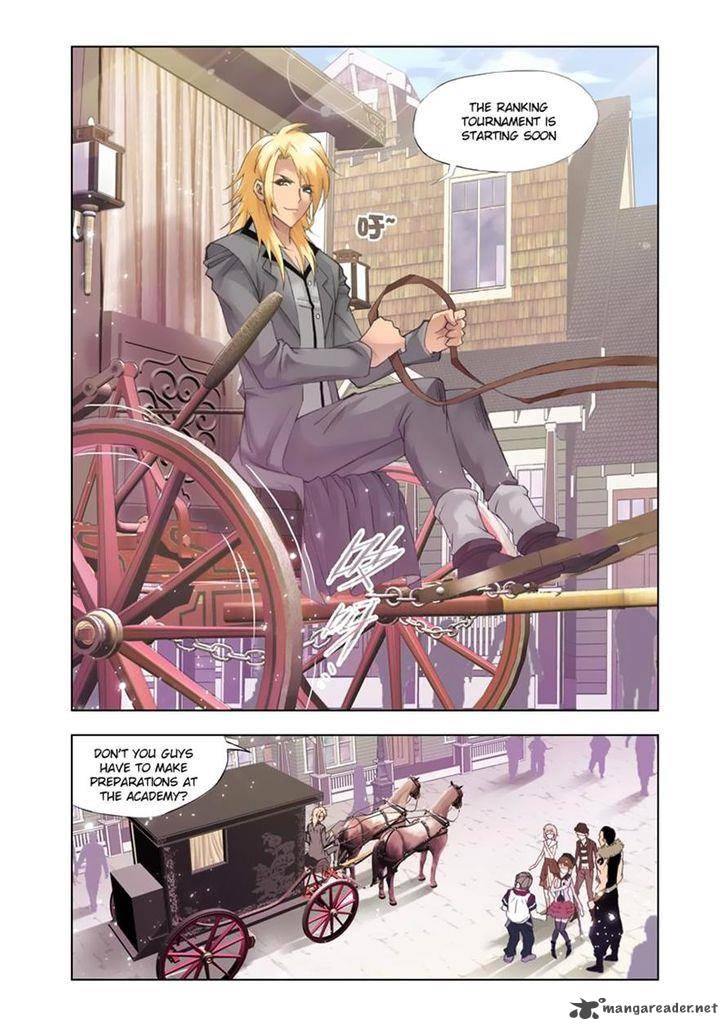 THE RANKING
TOURNAMENT IS
STARTING SOON
吁~
DON'T YOU GUYS
HAVE TO MAKE
PREPARATIONS AT
THE ACADEMY?
mangareader.net